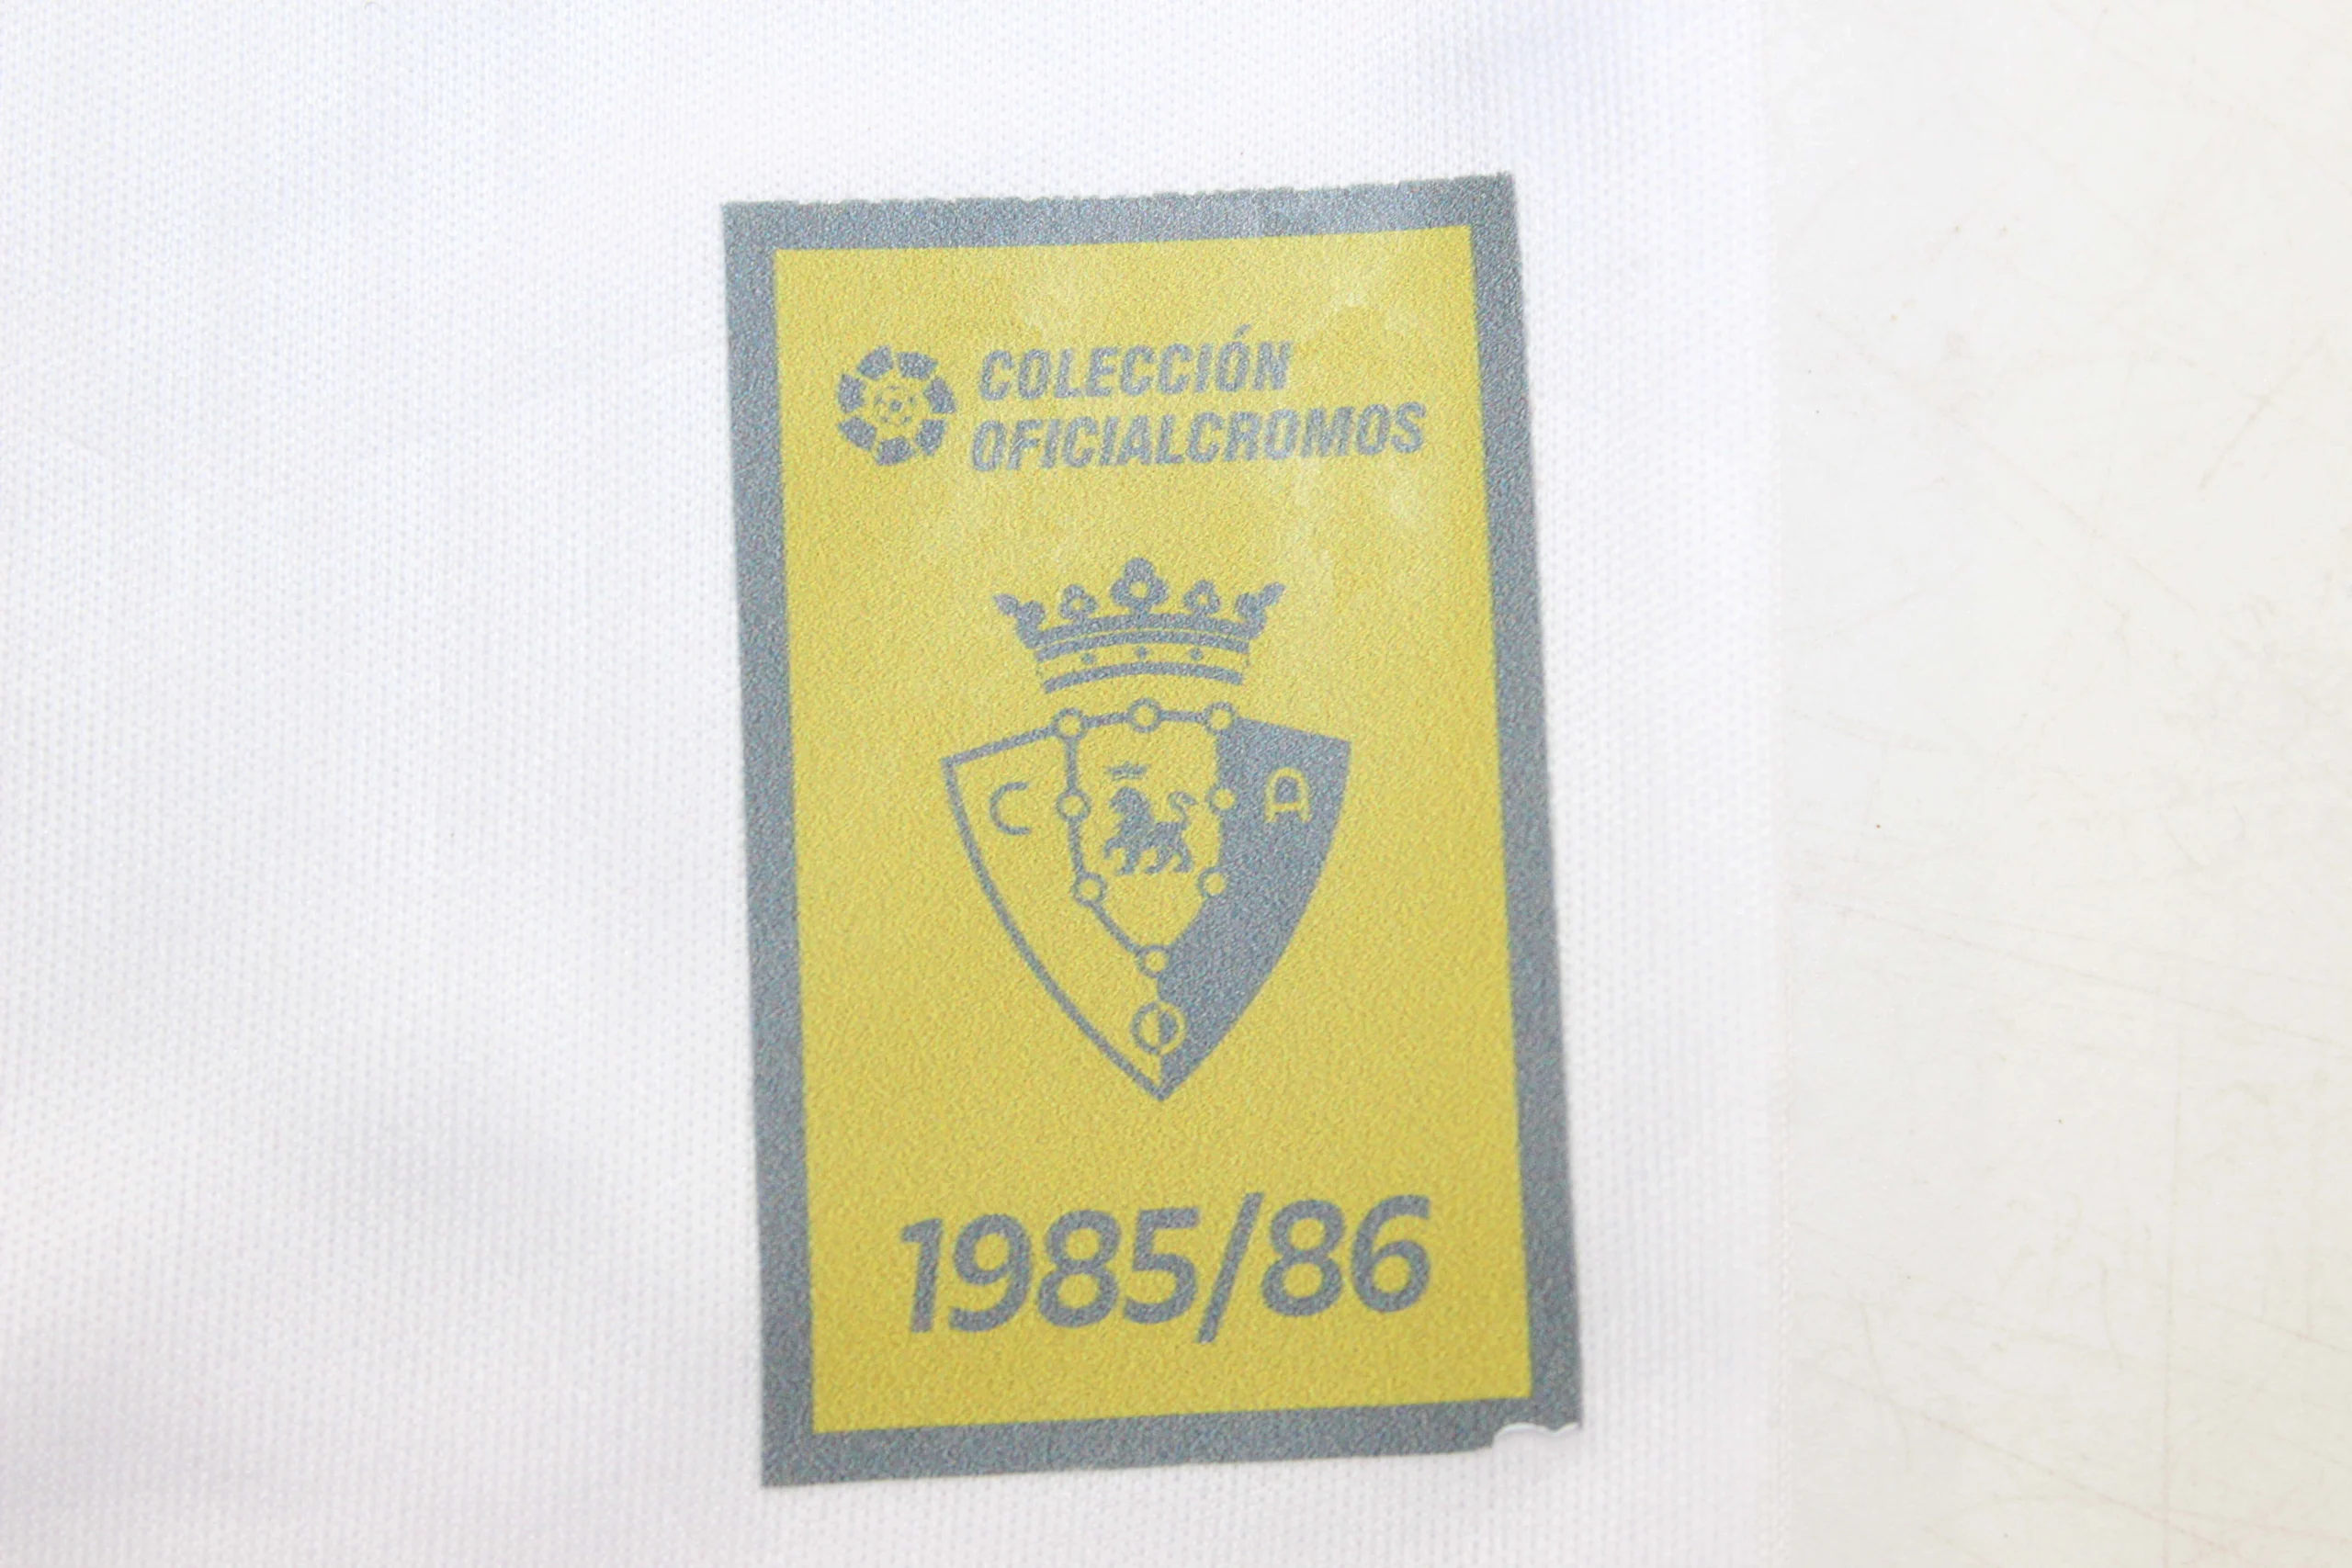 COLECCIÓN
OFICIALCROMOS
C A
O
1985/86